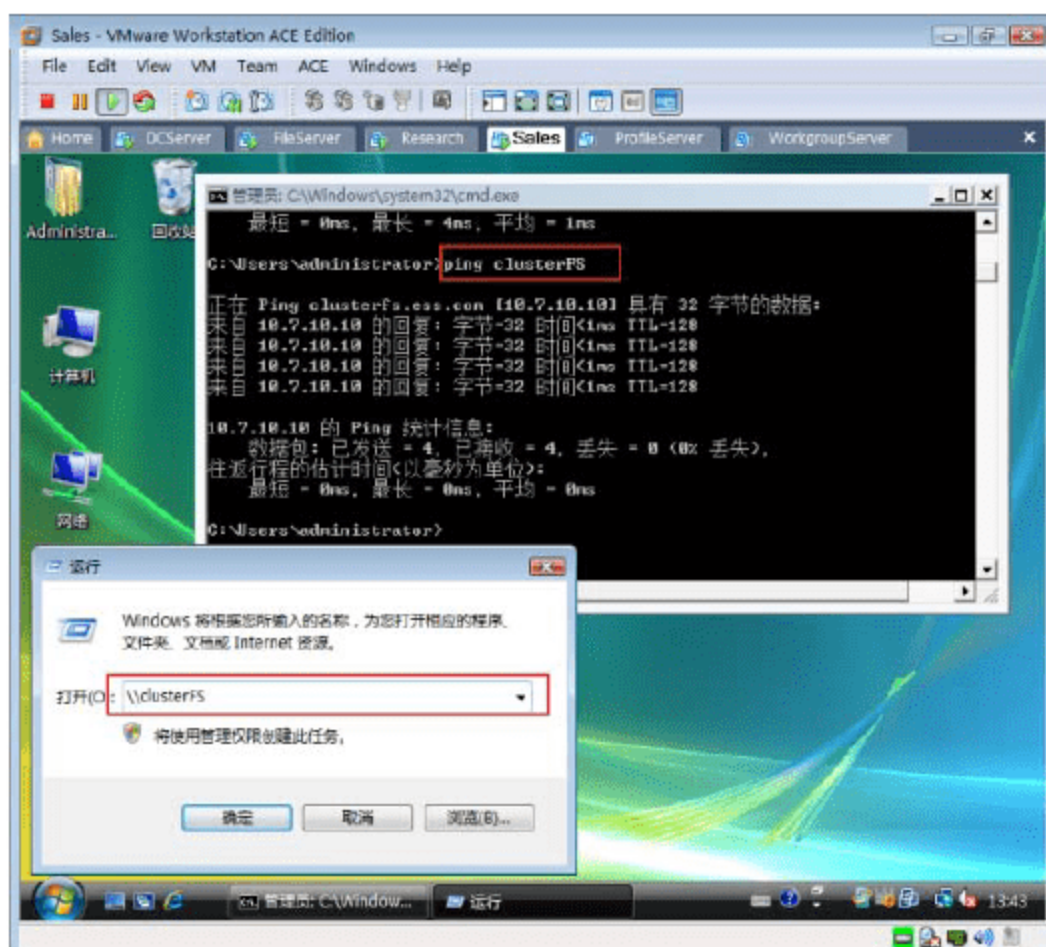 Sales - VMware Workstation ACE Edition
File Edit View VM Team ACE Windows Help
Home DCServer FileServer Research Sales ProfileServer WorkgroupServer
Administra...
回收站
计算机
网络
管理员: C:\Windows\system32\cmd.exe
最短 = 0ms，最长 = 4ms，平均 = 1ms
C:\Users\administrator>ping clusterFS
正在 Ping clusterfs.ess.com [10.7.10.10] 具有 32 字节的数据:
来自 10.7.10.10 的回复: 字节=32 时间<1ms TTL=128
来自 10.7.10.10 的回复: 字节=32 时间<1ms TTL=128
来自 10.7.10.10 的回复: 字节=32 时间<1ms TTL=128
来自 10.7.10.10 的回复: 字节=32 时间<1ms TTL=128
10.7.10.10 的 Ping 统计信息:
数据包: 已发送 = 4，已接收 = 4，丢失 = 0 (0% 丢失)，
往返行程的估计时间(以毫秒为单位):
最短 = 0ms，最长 = 0ms，平均 = 0ms
C:\Users\administrator>
运行
Windows 将根据您所输入的名称，为您打开相应的程序、
文件夹、文档或 Internet 资源。
打开(O): \\clusterFS
将使用管理权限创建此任务。
确定 取消 浏览(B)...
管理员: C:\Window... 运行 13:43